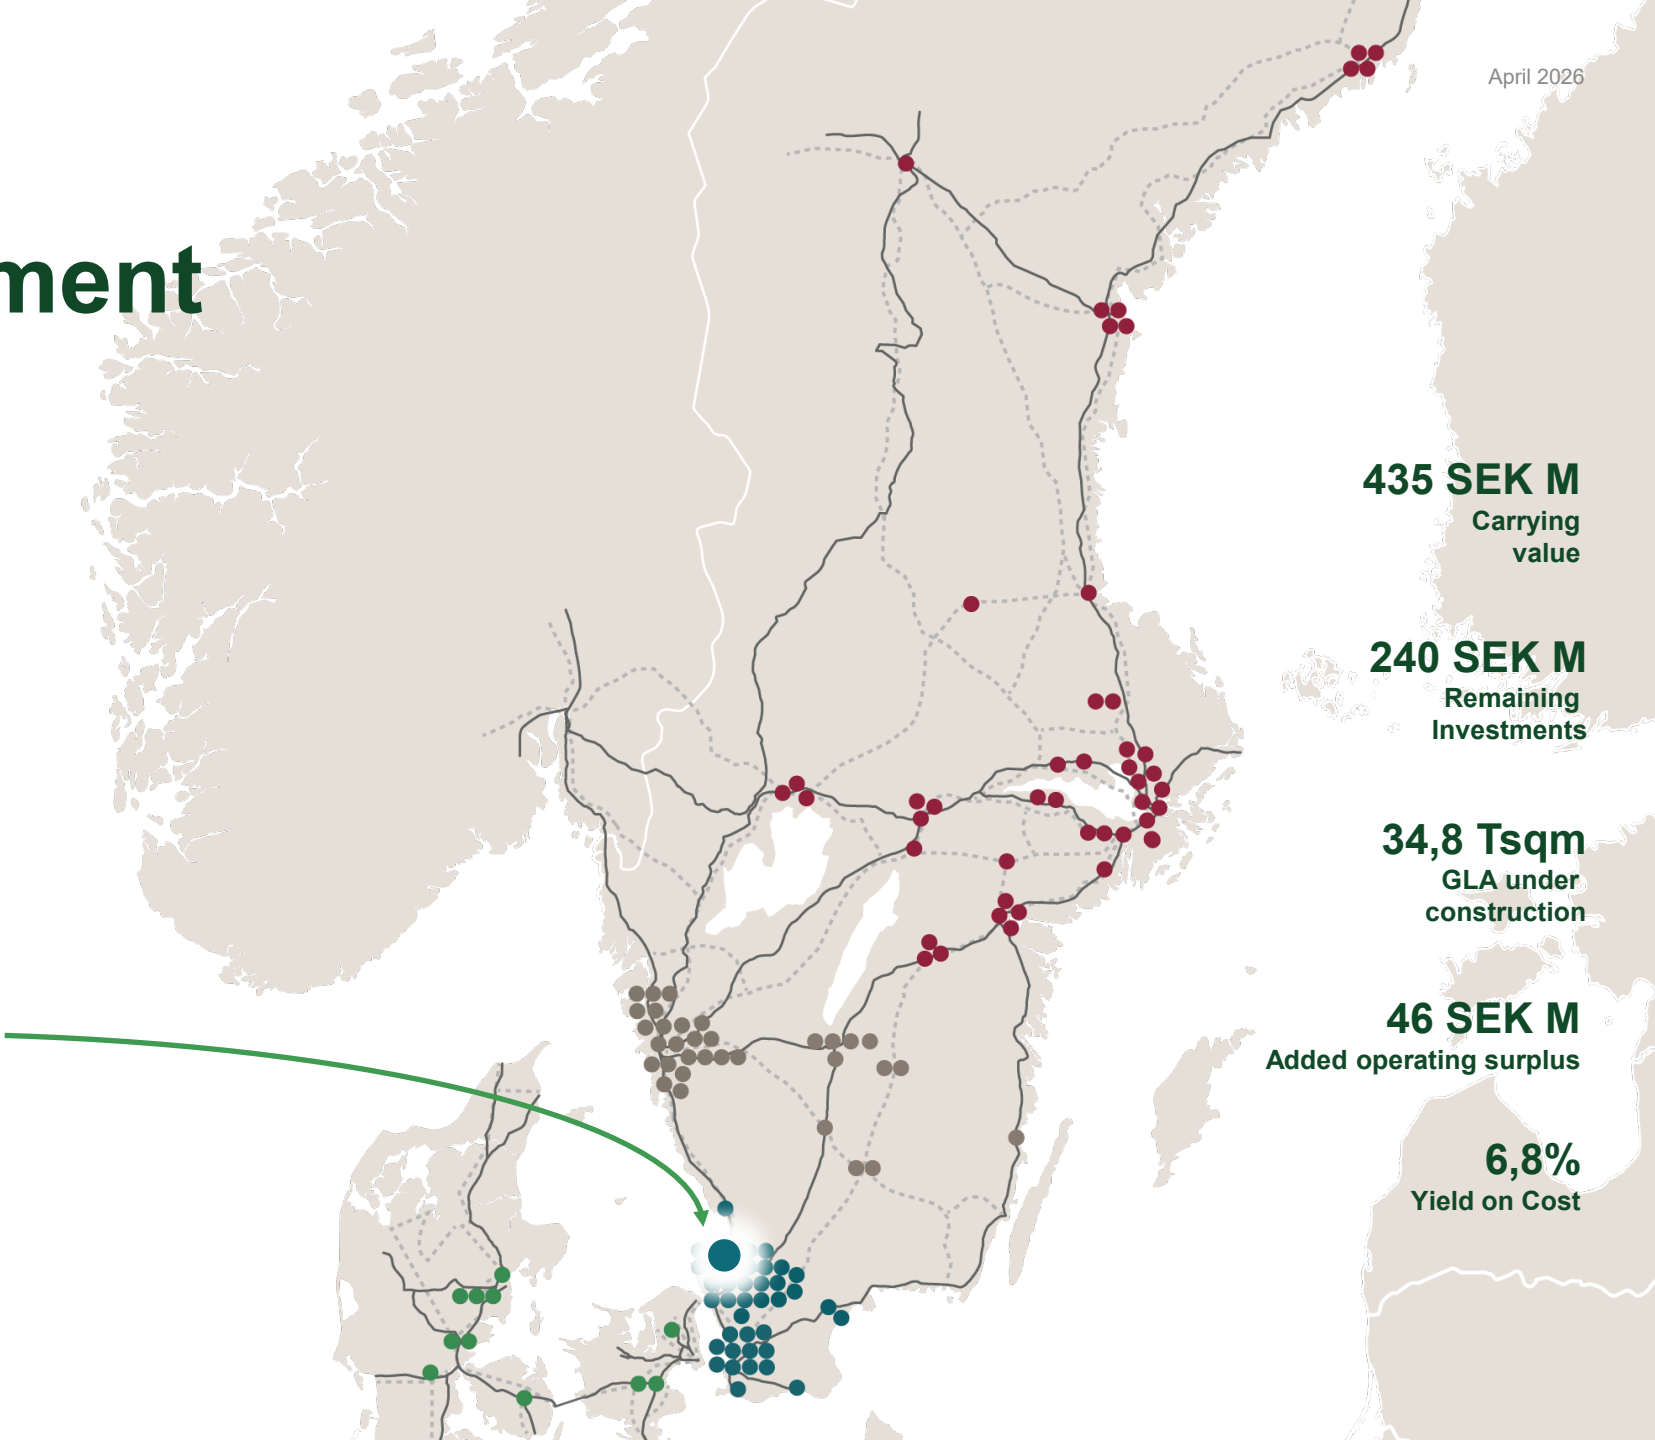 April 2026
ment
435 SEK M
Carrying
value
240 SEK M
Remaining
Investments
34,8 Tsqm
GLA under
construction
46 SEK M
Added operating surplus
6,8%
Yield on Cost